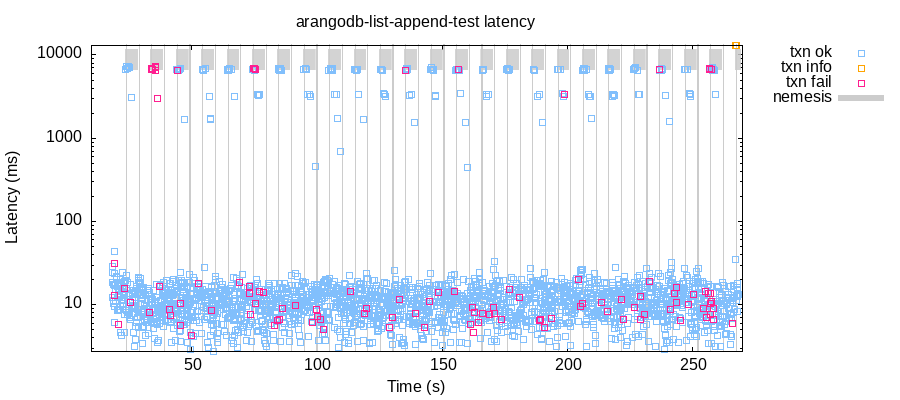 arangodb-list-append-test latency
10000
1000
100
10
Latency (ms)
50
100
150
200
250
Time (s)
txn ok
txn info
txn fail
nemesis